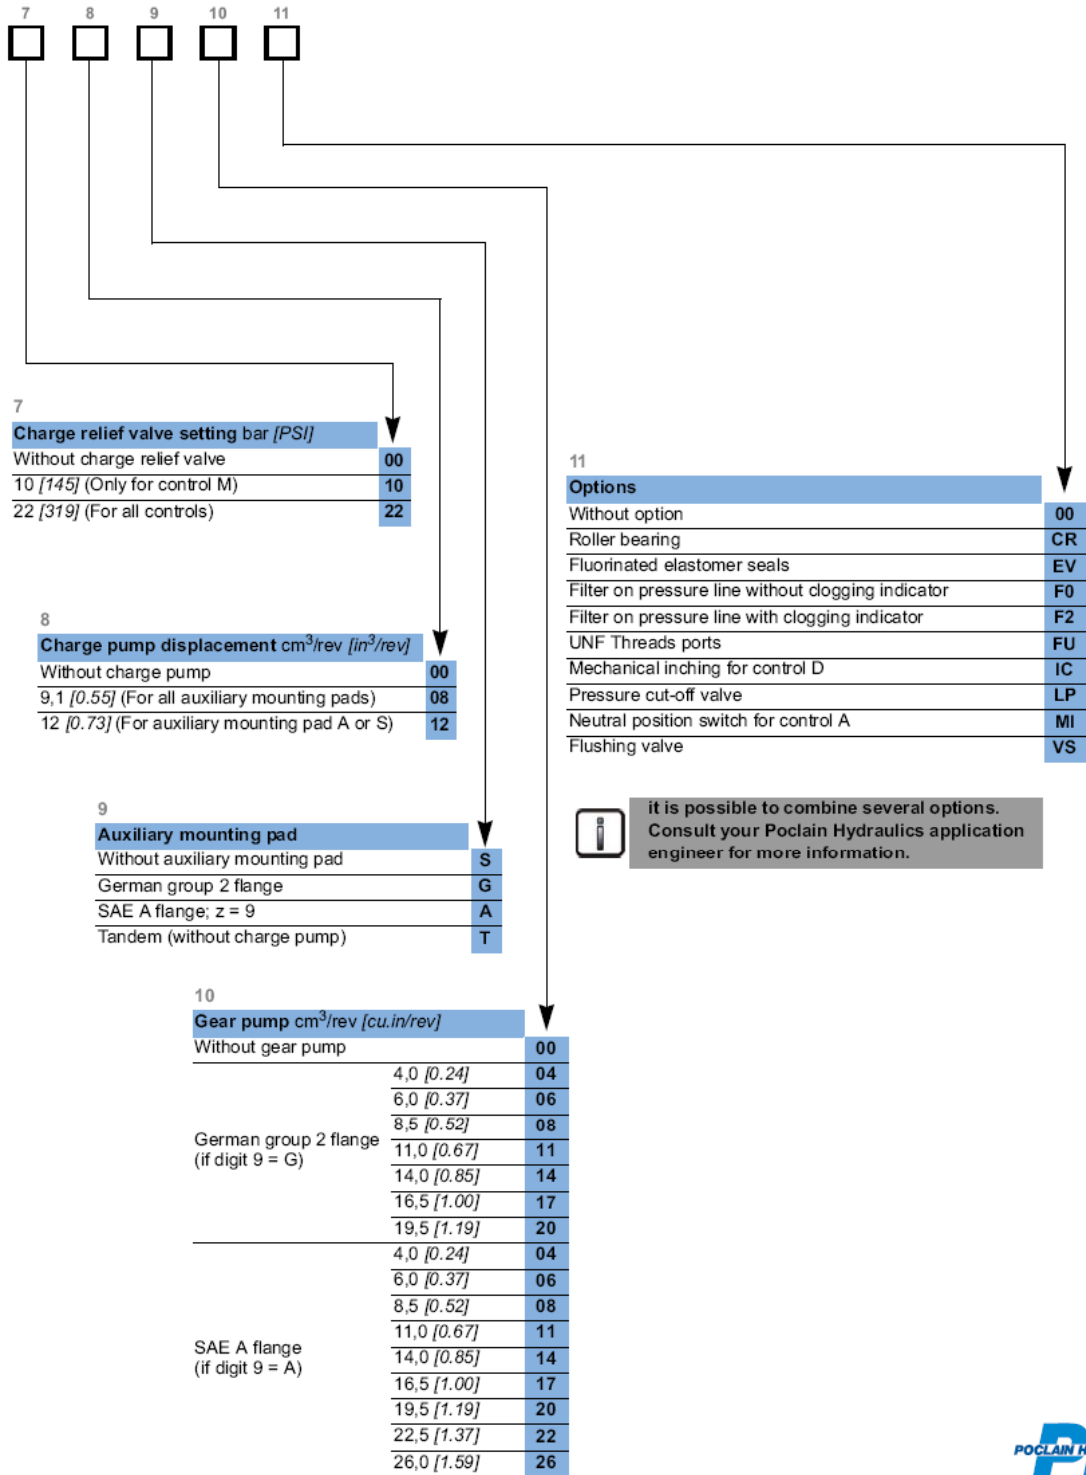 7 8 9 10 11
7
Charge relief valve setting bar [PSI]
Without charge relief valve 00
10 [145] (Only for control M) 10
22 [319] (For all controls) 22
8
Charge pump displacement cm³/rev [in³/rev]
Without charge pump 00
9,1 [0.55] (For all auxiliary mounting pads) 08
12 [0.73] (For auxiliary mounting pad A or S) 12
9
Auxiliary mounting pad
Without auxiliary mounting pad S
German group 2 flange G
SAE A flange; z = 9 A
Tandem (without charge pump) T
10
Gear pump cm³/rev [cu.in/rev]
Without gear pump 00
German group 2 flange
(if digit 9 = G)
4,0 [0.24] 04
6,0 [0.37] 06
8,5 [0.52] 08
11,0 [0.67] 11
14,0 [0.85] 14
16,5 [1.00] 17
19,5 [1.19] 20
SAE A flange
(if digit 9 = A)
4,0 [0.24] 04
6,0 [0.37] 06
8,5 [0.52] 08
11,0 [0.67] 11
14,0 [0.85] 14
16,5 [1.00] 17
19,5 [1.19] 20
22,5 [1.37] 22
26,0 [1.59] 26
11
Options
Without option 00
Roller bearing CR
Fluorinated elastomer seals EV
Filter on pressure line without clogging indicator F0
Filter on pressure line with clogging indicator F2
UNF Threads ports FU
Mechanical inching for control D IC
Pressure cut-off valve LP
Neutral position switch for control A MI
Flushing valve VS
i
it is possible to combine several options.
Consult your Poclain Hydraulics application
engineer for more information.
POCLAIN H